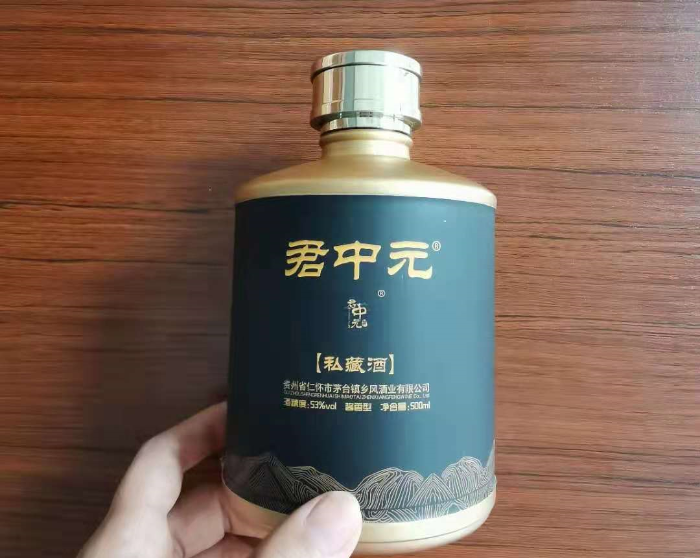 君中元®
®
君中元
【私藏酒】
贵州省仁怀市茅台镇乡风酒业有限公司
酒精度:53%vol 酱香型 净含量:500ml